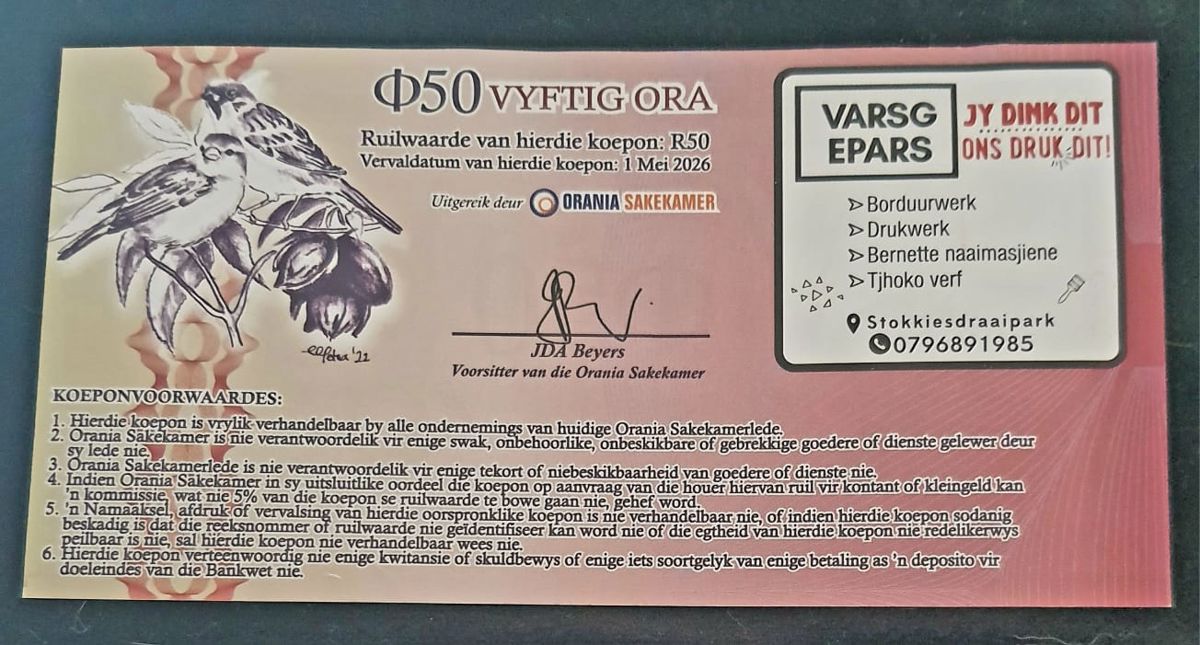 Ф50 VYFTIG ORA
Ruilwaarde van hierdie koepon: R50
Vervaldatum van hierdie koepon: 1 Mei 2026
Uitgereik deur ORANIA SAKEKAMER
JDA Beyers
Voorsitter van die Orania Sakekamer
VARSG
EPARS
JY DINK DIT
ONS DRUK DIT!
Borduurwerk
Drukwerk
Bernette naaimasjiene
Tjhoko verf
Stokkiesdraaipark
0796891985
KOEPONVOORWAARDES:
1. Hierdie koepon is vrylik verhandelbaar by alle ondernemings van huidige Orania Sakekamerlede.
2. Orania Sakekamer is nie verantwoordelik vir enige swak, onbehoorlike, onbeskikbare of gebrekkige goedere of dienste gelewer deur
sy lede nie.
3. Orania Sakekamerlede is nie verantwoordelik vir enige tekort of niebeskikbaarheid van goedere of dienste nie.
4. Indien Orania Sakekamer in sy uitsluitlike oordeel die koepon op aanvraag van die houer hiervan ruil vir kontant of kleingeld kan
'n kommissie, wat nie 5% van die koepon se ruilwaarde te bowe gaan nie, gehef word.
5. 'n Namaaksel, afdruk of vervalsing van hierdie oorspronklike koepon is nie verhandelbaar nie, of indien hierdie koepon sodanig
beskadig is dat die reeksnommer of ruilwaarde nie geïdentifiseer kan word nie of die egtheid van hierdie koepon nie redelikerwys
peilbaar is nie, sal hierdie koepon nie verhandelbaar wees nie.
6. Hierdie koepon verteenwoordig nie enige kwitansie of skuldbewys of enige iets soortgelyk van enige betaling as 'n deposito vir
doeleindes van die Bankwet nie.